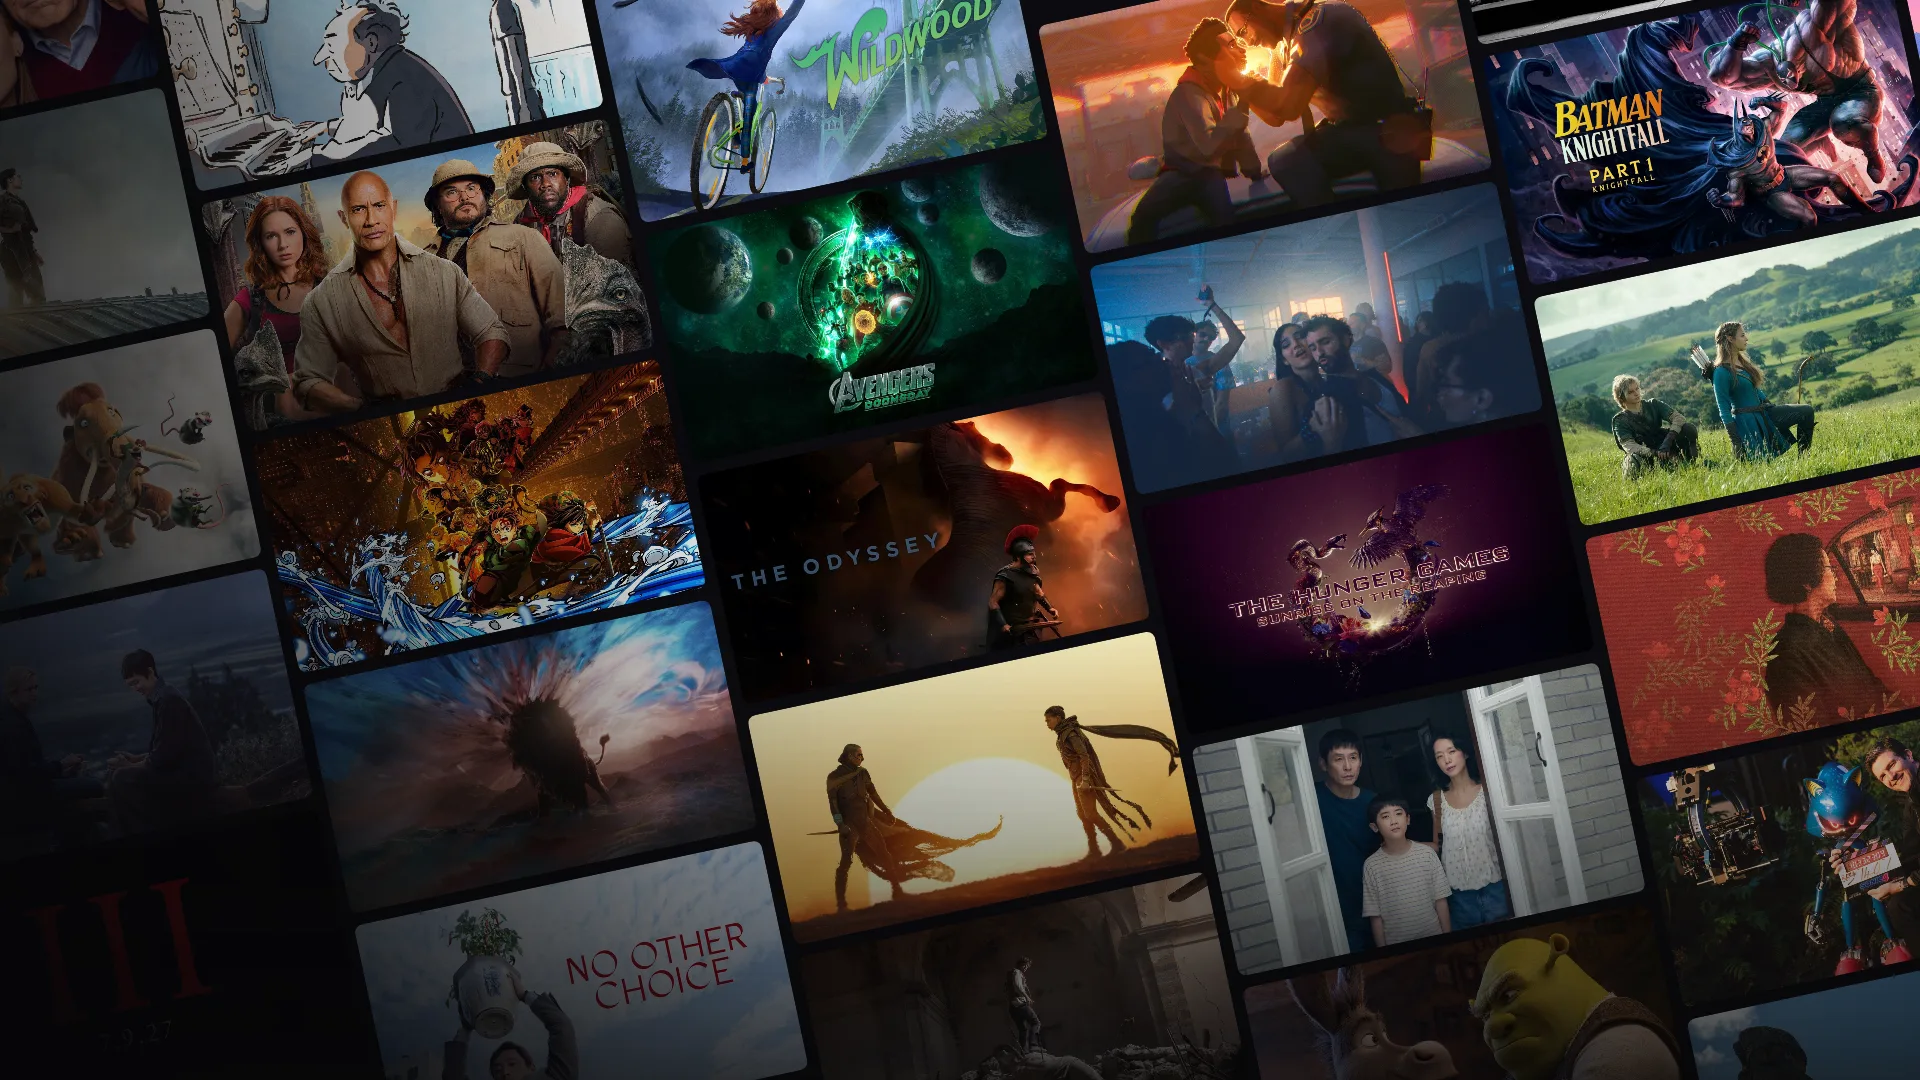 WILDWOOD
BATMAN
KNIGHTFALL
PART 1
KNIGHTFALL
AVENGERS
DOOMSDAY
THE ODYSSEY
THE HUNGER GAMES
SUNRISE ON THE REAPING
III
NO OTHER
CHOICE